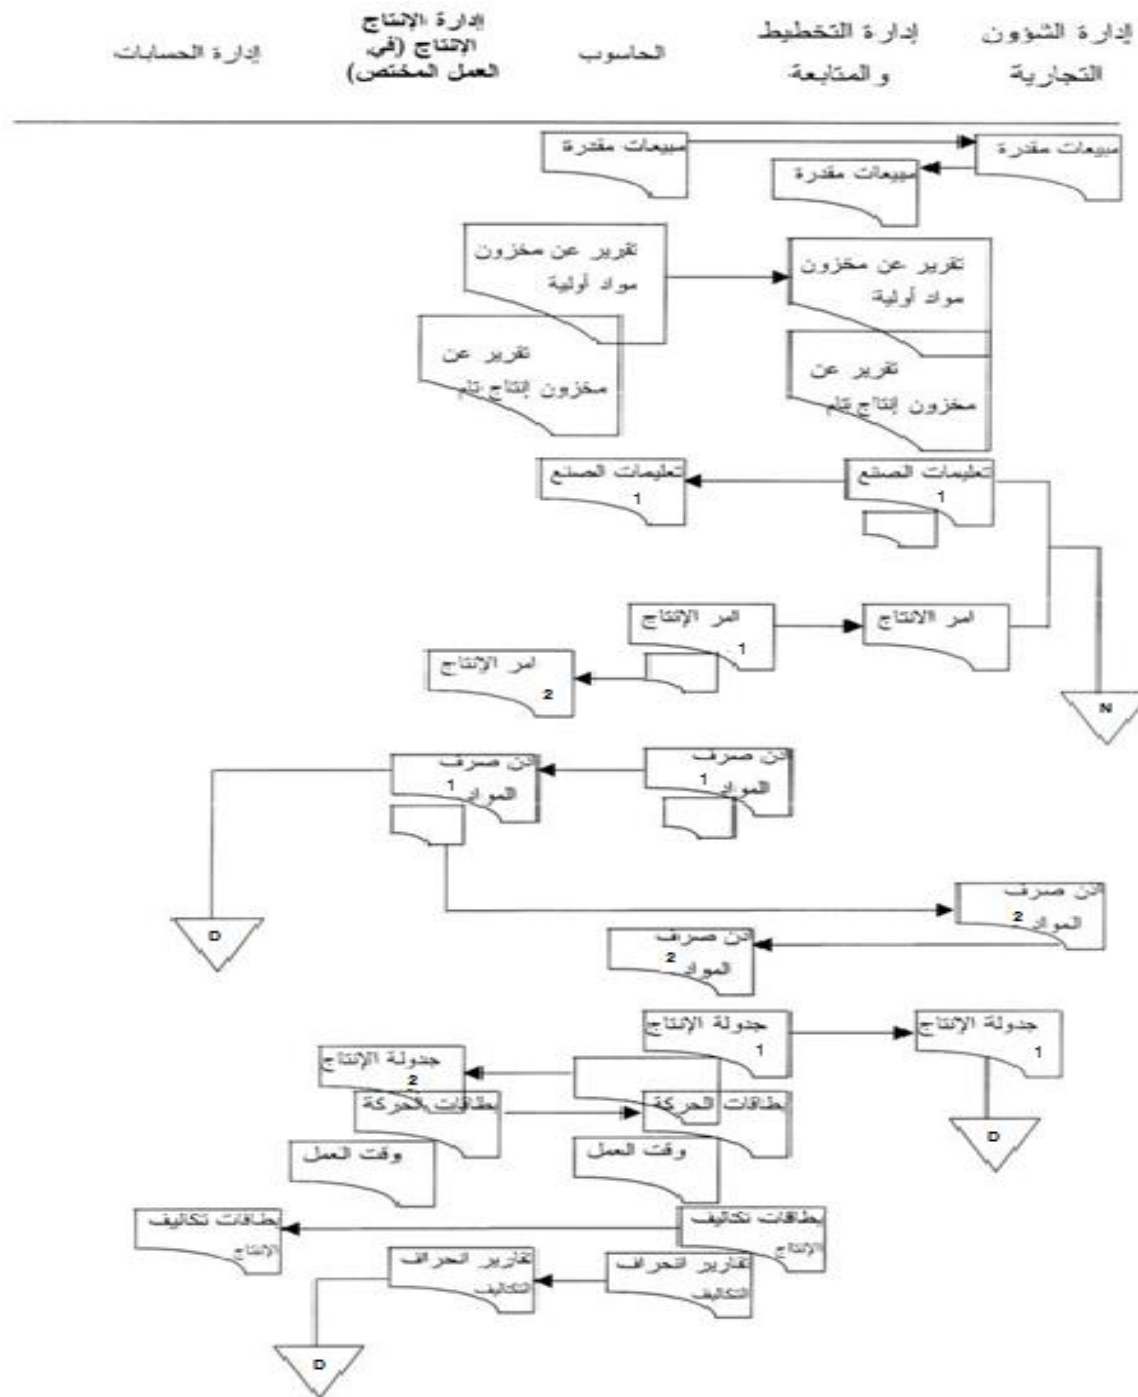 إدارة الشؤون
التجارية
إدارة التخطيط
والمتابعة
الحاسوب
إدارة الإنتاج
الإنتاج (في
العمل المختص)
إدارة الحسابات
مبيعات مقدرة
مبيعات مقدرة
مبيعات مقدرة
تقرير عن مخزون
مواد أولية
تقرير عن مخزون
مواد أولية
تقرير عن
مخزون إنتاج تام
تقرير عن
مخزون إنتاج تام
تعليمات الصنع
1
تعليمات الصنع
1
امر الانتاج
امر الإنتاج
1
امر الإنتاج
2
N
اذن صرف
المواد 1
اذن صرف
المواد 1
D
اذن صرف
المواد 2
اذن صرف
المواد 2
جدولة الإنتاج
1
جدولة الإنتاج
1
جدولة الإنتاج
2
بطاقات الحركة
بطاقات الحركة
D
وقت العمل
وقت العمل
بطاقات تكاليف
الإنتاج
بطاقات تكاليف
الإنتاج
تقارير انحراف
التكاليف
تقارير انحراف
التكاليف
D